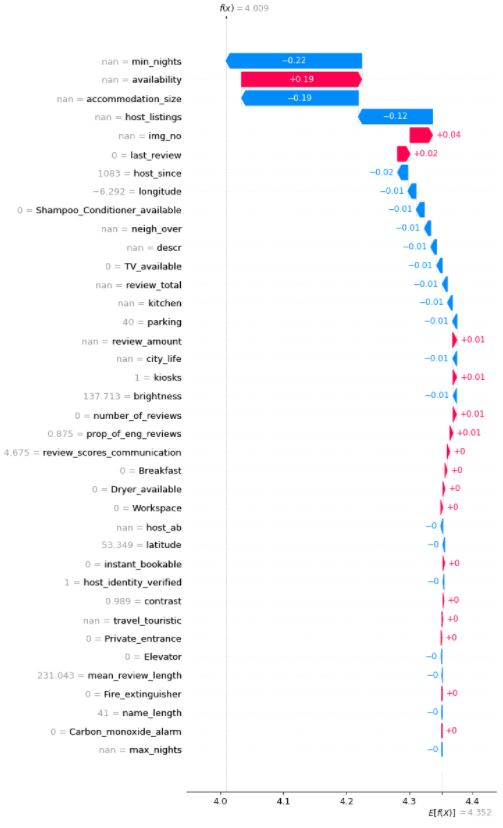 f(x) = 4.009
nan = min_nights −0.22
nan = availability +0.19
nan = accommodation_size −0.19
nan = host_listings −0.12
nan = img_no +0.04
0 = last_review +0.02
1083 = host_since −0.02
−6.292 = longitude −0.01
0 = Shampoo_Conditioner_available −0.01
nan = neigh_over −0.01
nan = descr −0.01
0 = TV_available −0.01
nan = review_total −0.01
nan = kitchen −0.01
40 = parking −0.01
nan = review_amount +0.01
nan = city_life −0.01
1 = kiosks +0.01
137.713 = brightness −0.01
0 = number_of_reviews +0.01
0.875 = prop_of_eng_reviews +0.01
4.675 = review_scores_communication +0
0 = Breakfast +0
0 = Dryer_available +0
0 = Workspace +0
nan = host_ab −0
53.349 = latitude −0
0 = instant_bookable +0
1 = host_identity_verified −0
0.989 = contrast +0
nan = travel_touristic +0
0 = Private_entrance +0
0 = Elevator −0
231.043 = mean_review_length −0
0 = Fire_extinguisher +0
41 = name_length −0
0 = Carbon_monoxide_alarm +0
nan = max_nights −0
4.0 4.1 4.2 4.3 4.4
E[f(X)] = 4.352